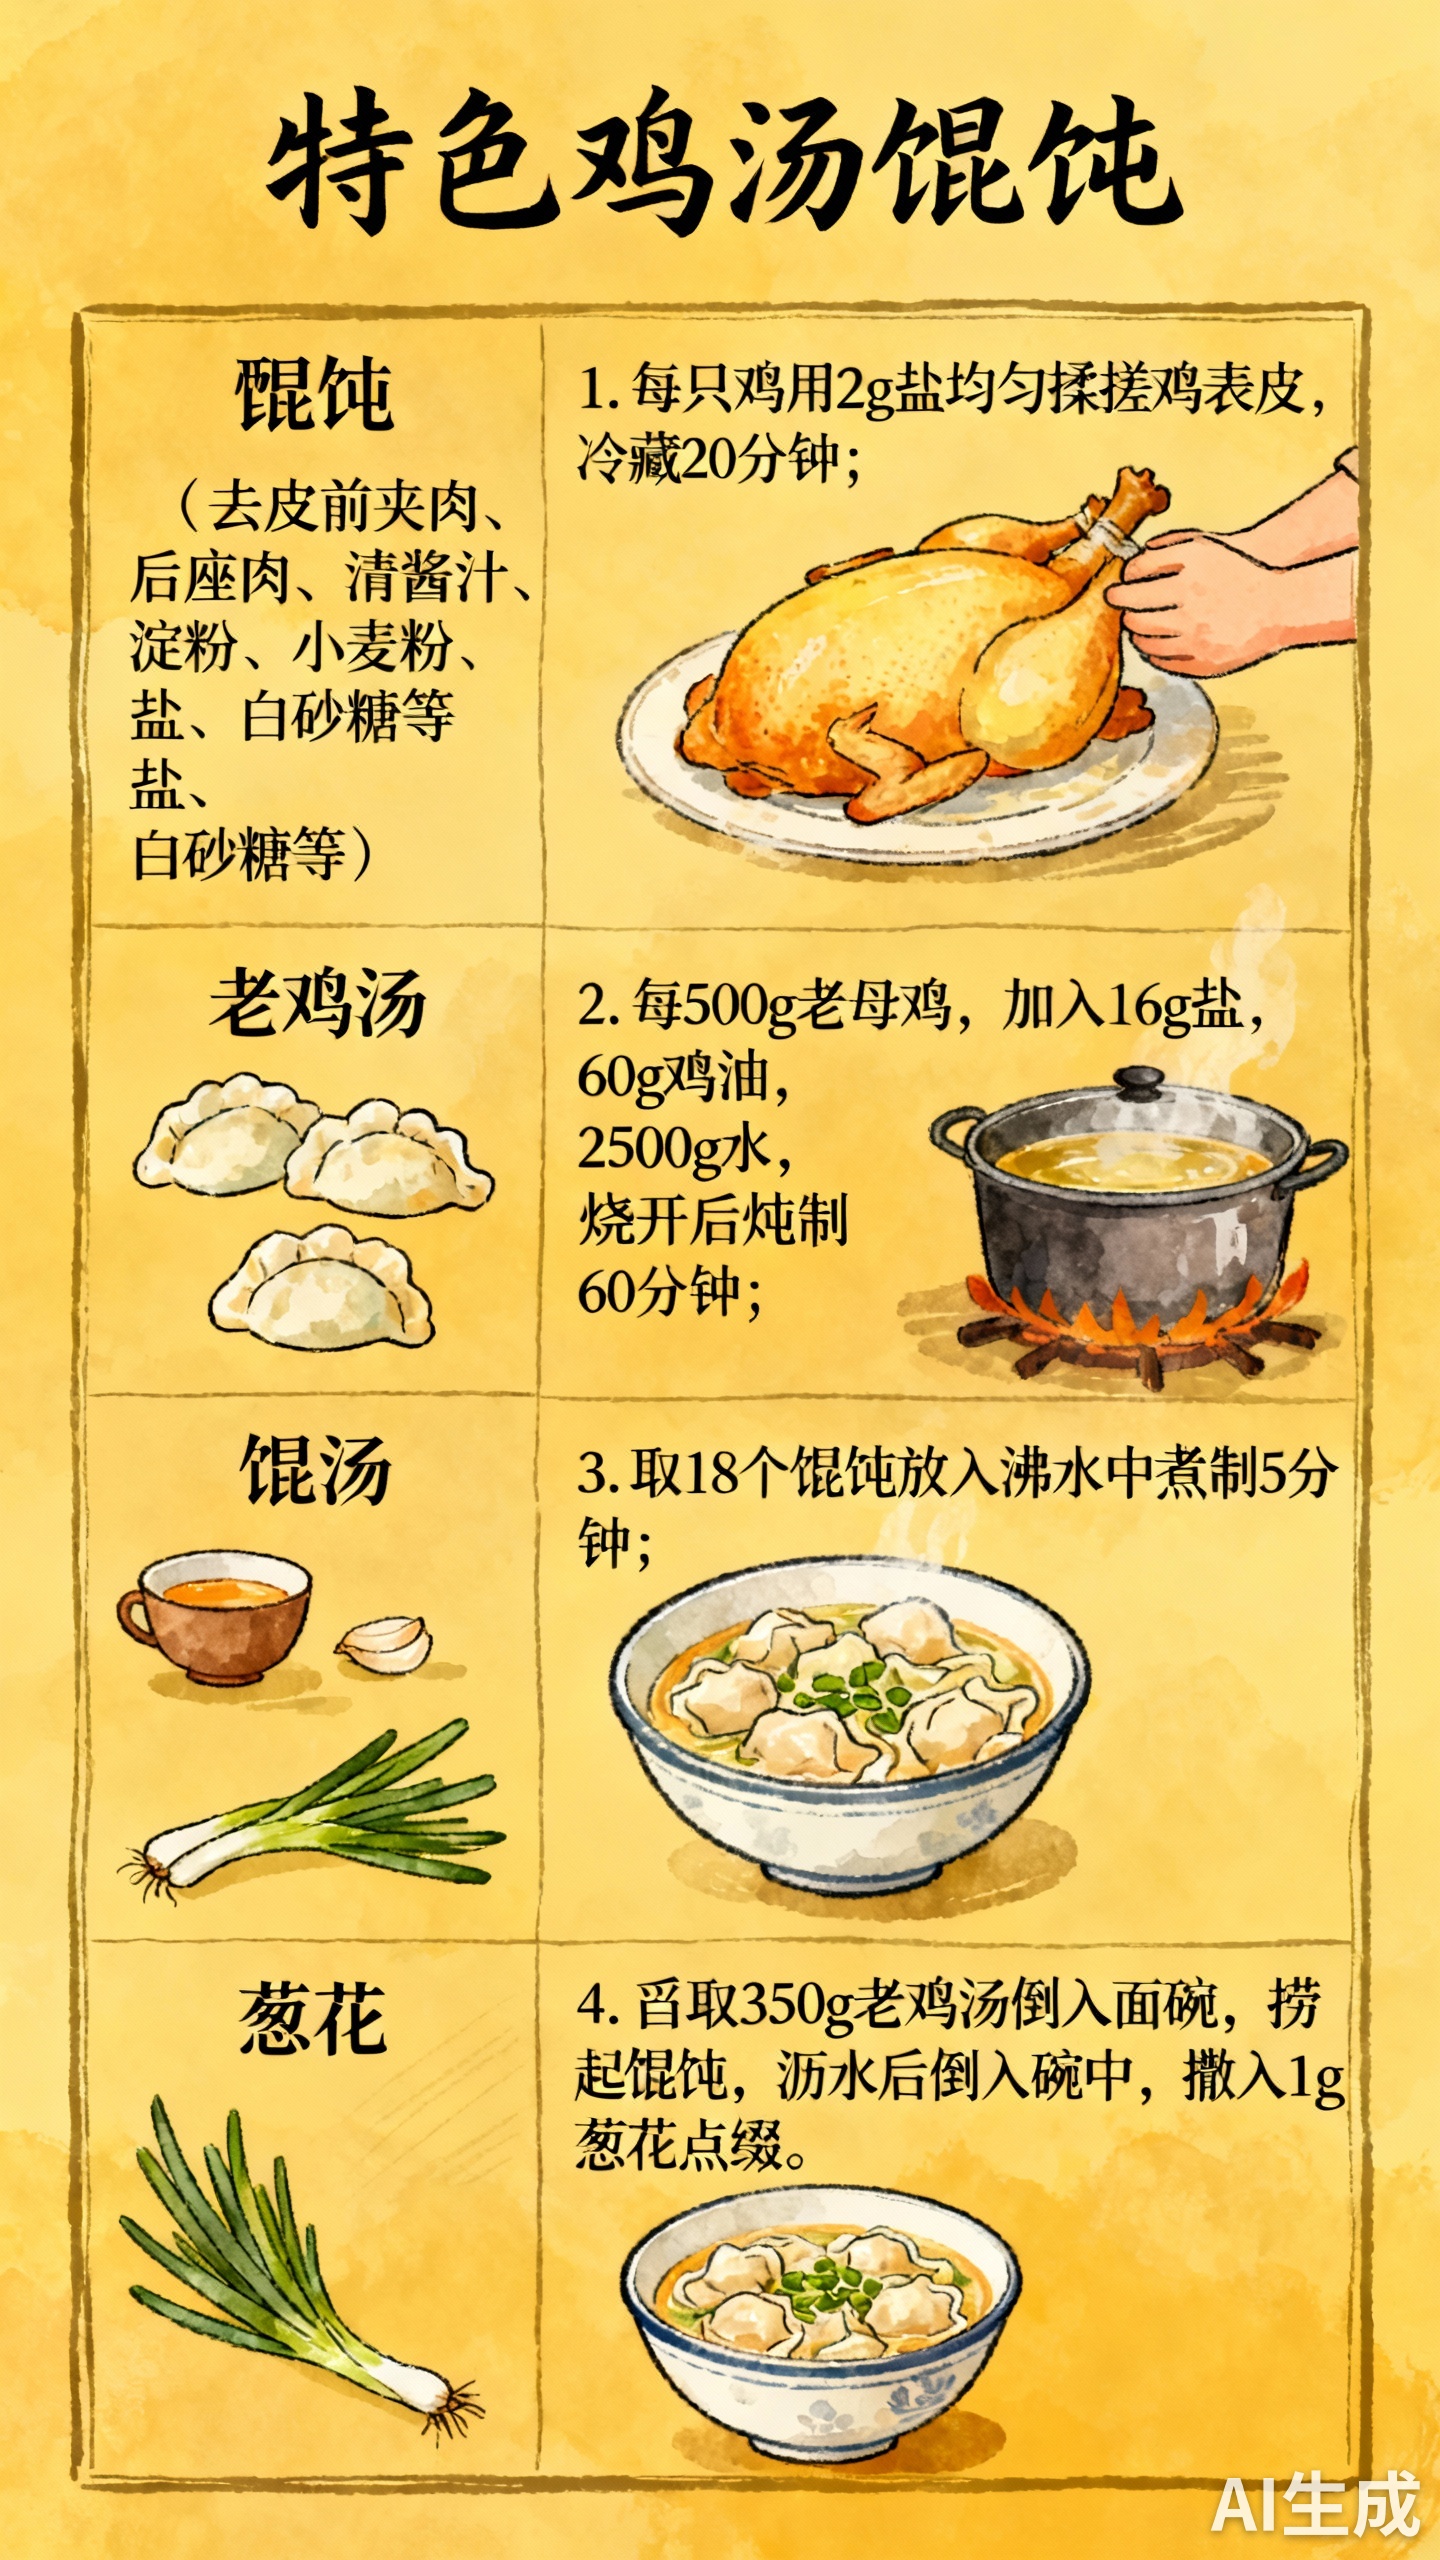 特色鸡汤馄饨
馄饨
（去皮前夹肉、
后座肉、清酱汁、
淀粉、小麦粉、
盐、白砂糖等
盐、
白砂糖等）
1. 每只鸡用2g盐均匀揉搓鸡表皮，
冷藏20分钟；
老鸡汤
2. 每500g老母鸡，加入16g盐，
60g鸡油，
2500g水，
烧开后炖制
60分钟；
馄汤
3. 取18个馄饨放入沸水中煮制5分
钟；
葱花
4. 取350g老鸡汤倒入面碗，捞
起馄饨，沥水后倒入碗中，撒入1g
葱花点缀。
AI生成